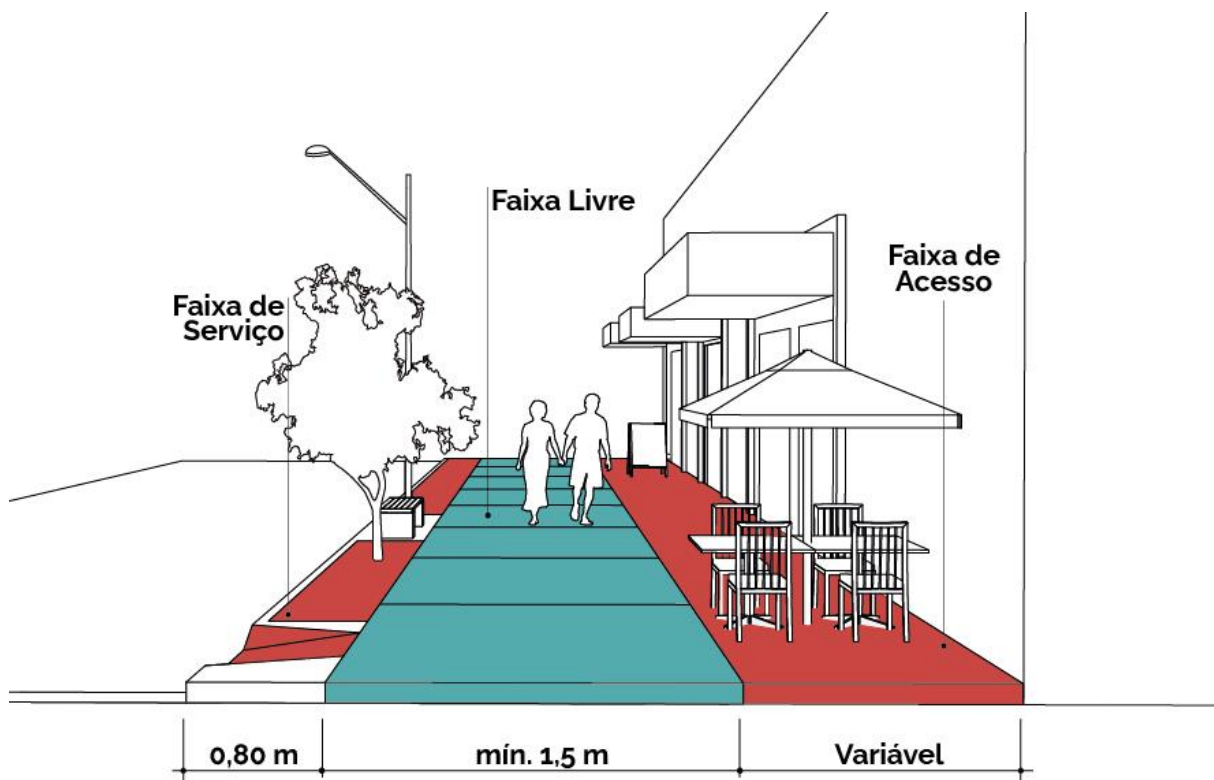 Faixa Livre
Faixa de
Acesso
Faixa de
Serviço
0,80 m
mín. 1,5 m
Variável